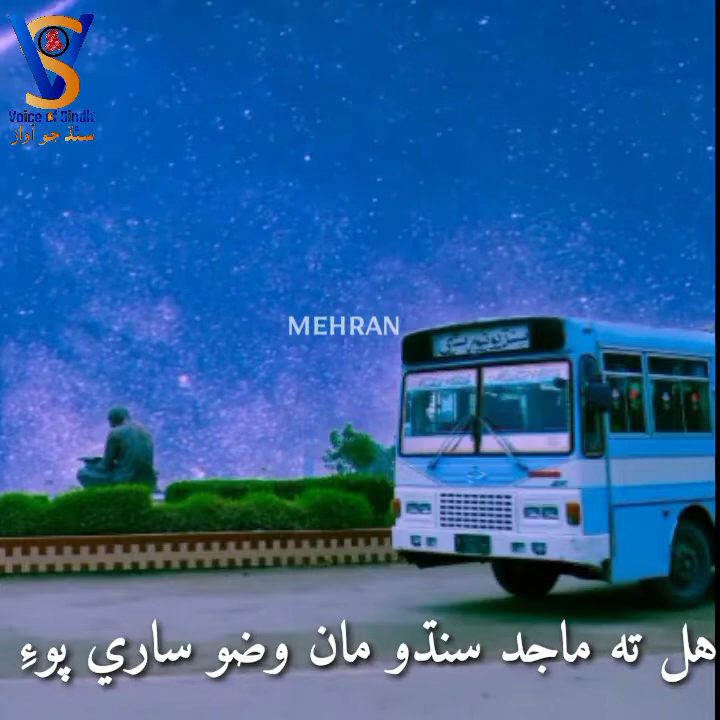 Voice of Sindh
سنڌ جو آواز
MEHRAN
هل ته ماجد سنڌو مان وضو ساري پوءِ